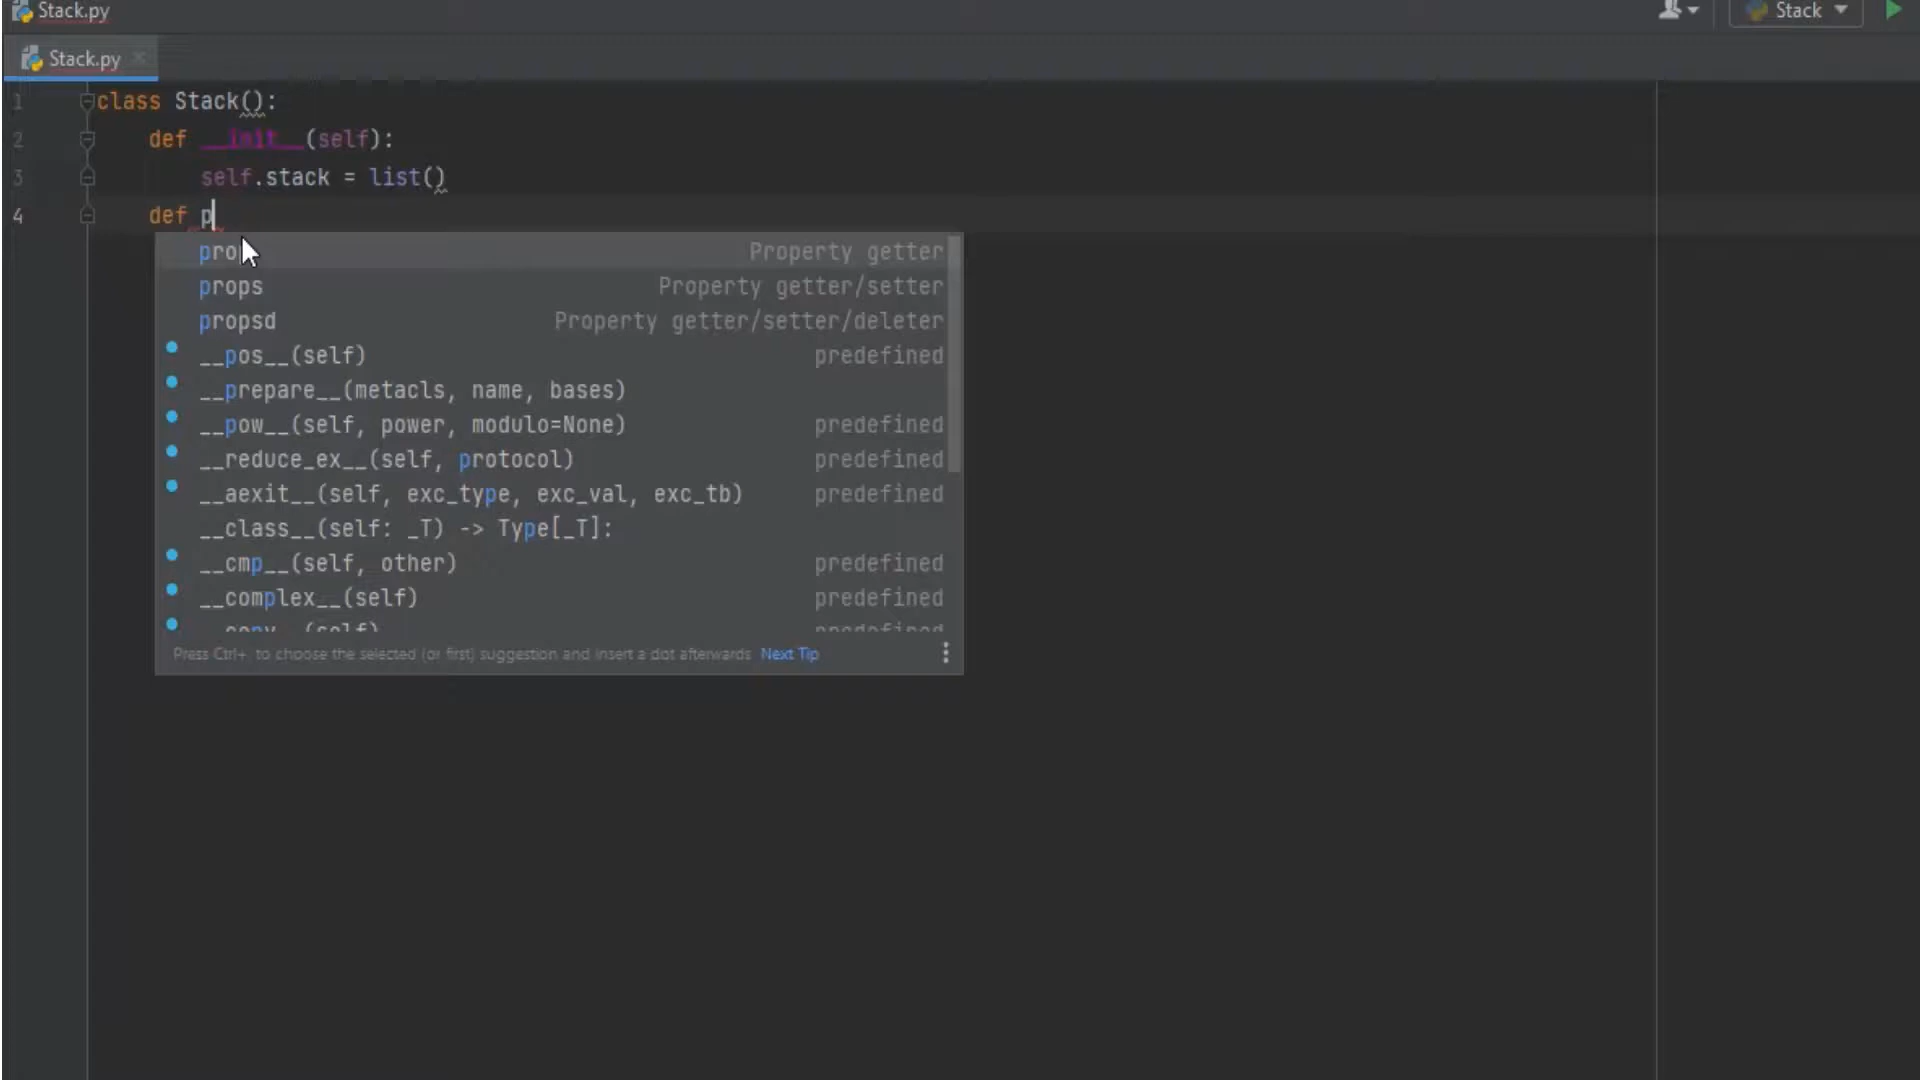 Stack.py
Stack
Stack.py
1 class Stack():
2 def __init__(self):
3 self.stack = list()
4 def p
prop Property getter
props Property getter/setter
propsd Property getter/setter/deleter
__pos__(self) predefined
__prepare__(metacls, name, bases)
__pow__(self, power, modulo=None) predefined
__reduce_ex__(self, protocol) predefined
__aexit__(self, exc_type, exc_val, exc_tb) predefined
__class__(self: _T) -> Type[_T]:
__cmp__(self, other) predefined
__complex__(self) predefined
__copy__(self) predefined
Press Ctrl+. to choose the selected (or first) suggestion and insert a dot afterwards Next Tip